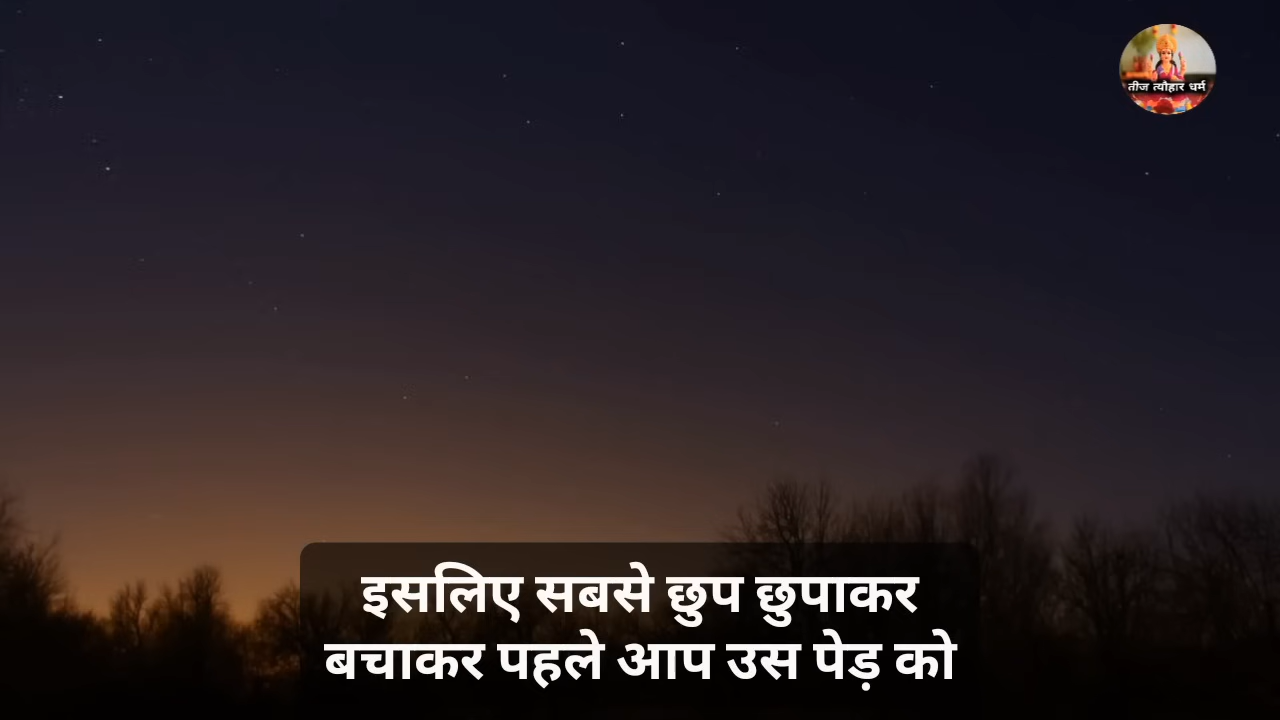 तीज त्यौहार धर्म
इसलिए सबसे छुप छुपाकर
बचाकर पहले आप उस पेड़ को